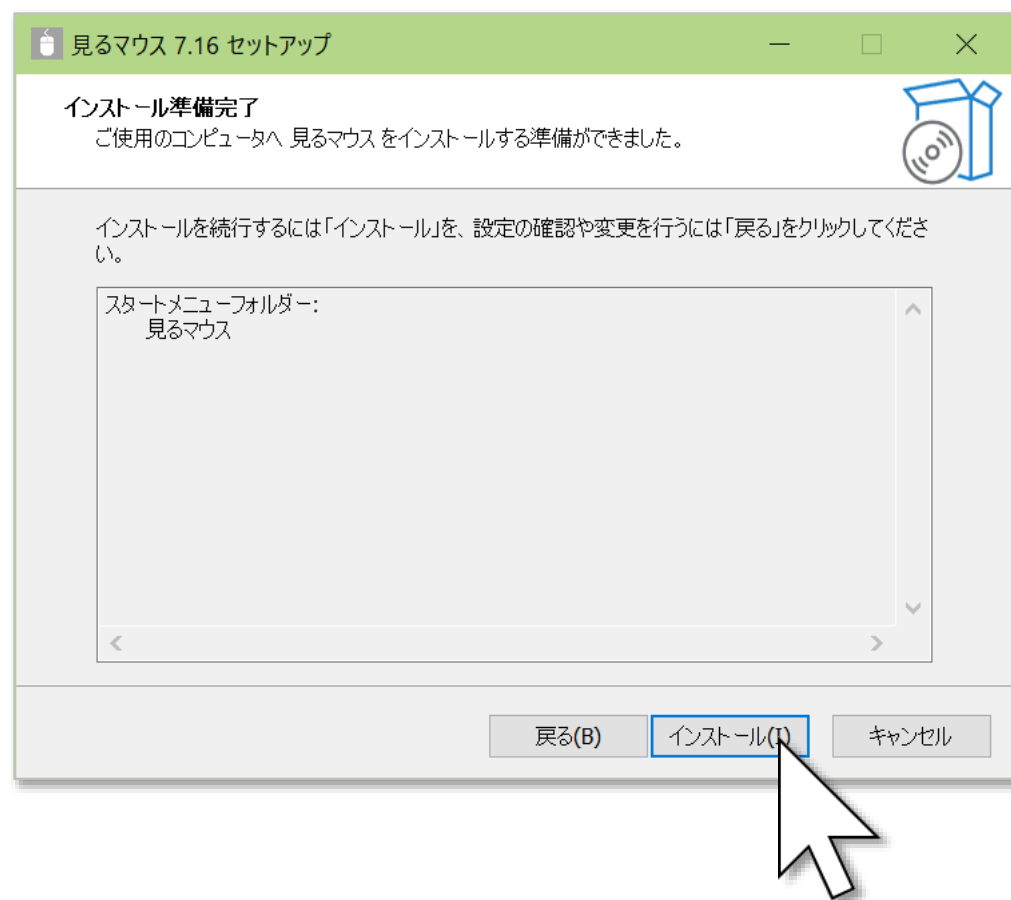 見るマウス 7.16 セットアップ
インストール準備完了
ご使用のコンピュータへ 見るマウス をインストールする準備ができました。
インストールを続行するには「インストール」を、設定の確認や変更を行うには「戻る」をクリックしてくださ
い。
スタートメニューフォルダー:
見るマウス
戻る(B) インストール(I) キャンセル